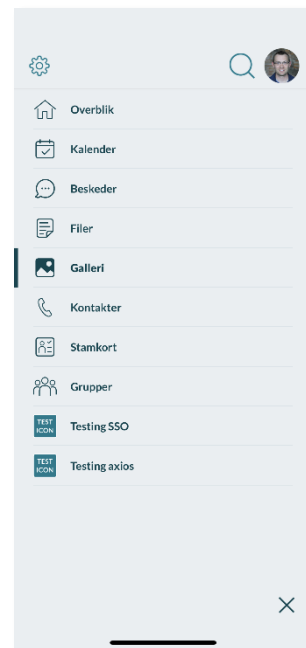 Overblik
Kalender
Beskeder
Filer
Galleri
Kontakter
Stamkort
Grupper
TEST
ICON
Testing SSO
TEST
ICON
Testing axios